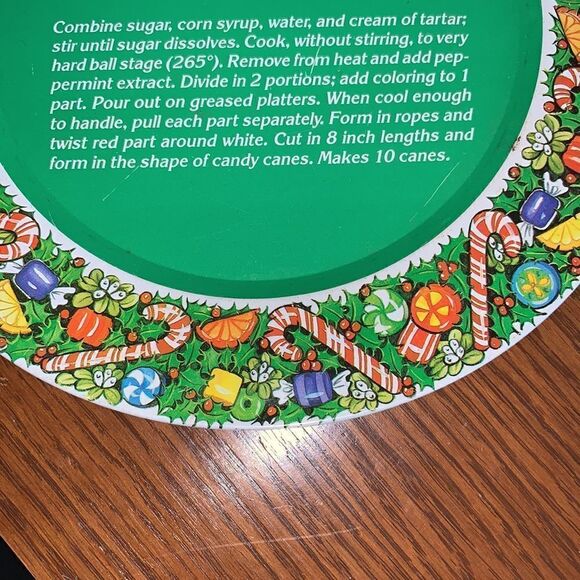 Combine sugar, corn syrup, water, and cream of tartar;
stir until sugar dissolves. Cook, without stirring, to very
hard ball stage (265°). Remove from heat and add pep-
permint extract. Divide in 2 portions; add coloring to 1
part. Pour out on greased platters. When cool enough
to handle, pull each part separately. Form in ropes and
twist red part around white. Cut in 8 inch lengths and
form in the shape of candy canes. Makes 10 canes.